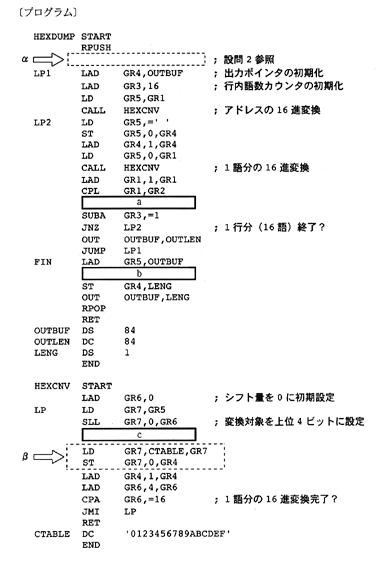 〔プログラム〕
HEXDUMP START
RPUSH
α ; 設問2参照
LP1 LAD GR4,OUTBUF ; 出力ポインタの初期化
LAD GR3,16 ; 行内語数カウンタの初期化
LD GR5,GR1
CALL HEXCNV ; アドレスの16進変換
LP2 LD GR5,=' '
ST GR5,0,GR4
LAD GR4,1,GR4
LD GR5,0,GR1
CALL HEXCNV ; 1語分の16進変換
LAD GR1,1,GR1
CPL GR1,GR2
a
SUBA GR3,=1
JNZ LP2 ; 1行分（16語）終了？
OUT OUTBUF,OUTLEN
JUMP LP1
FIN LAD GR5,OUTBUF
b
ST GR4,LENG
OUT OUTBUF,LENG
RPOP
RET
OUTBUF DS 84
OUTLEN DC 84
LENG DS 1
END
HEXCNV START
LAD GR6,0 ; シフト量を0に初期設定
LP LD GR7,GR5
SLL GR7,0,GR6 ; 変換対象を上位4ビットに設定
c
β LD GR7,CTABLE,GR7
ST GR7,0,GR4
LAD GR4,1,GR4
LAD GR6,4,GR6
CPA GR6,=16 ; 1語分の16進変換完了？
JMI LP
RET
CTABLE DC '0123456789ABCDEF'
END